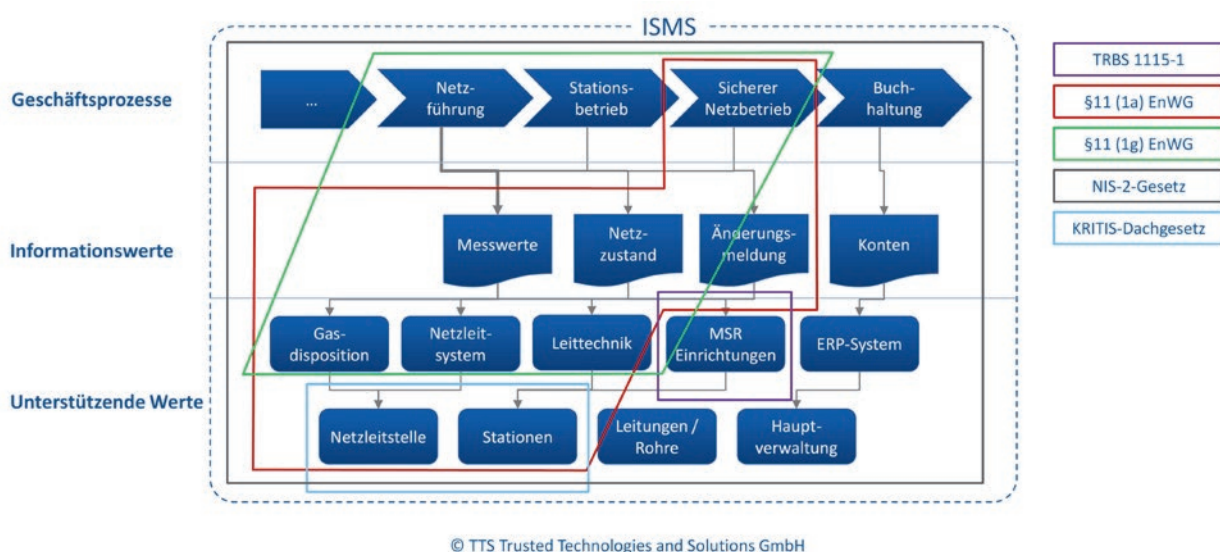 ISMS
Geschäftsprozesse
...
Netz-
führung
Stations-
betrieb
Sicherer
Netzbetrieb
Buch-
haltung
Informationswerte
Messwerte
Netz-
zustand
Änderungs-
meldung
Konten
Unterstützende Werte
Gas-
disposition
Netzleit-
system
Leittechnik
MSR
Einrichtungen
ERP-System
Netzleitstelle
Stationen
Leitungen /
Rohre
Haupt-
verwaltung
TRBS 1115-1
§11 (1a) EnWG
§11 (1g) EnWG
NIS-2-Gesetz
KRITIS-Dachgesetz
© TTS Trusted Technologies and Solutions GmbH